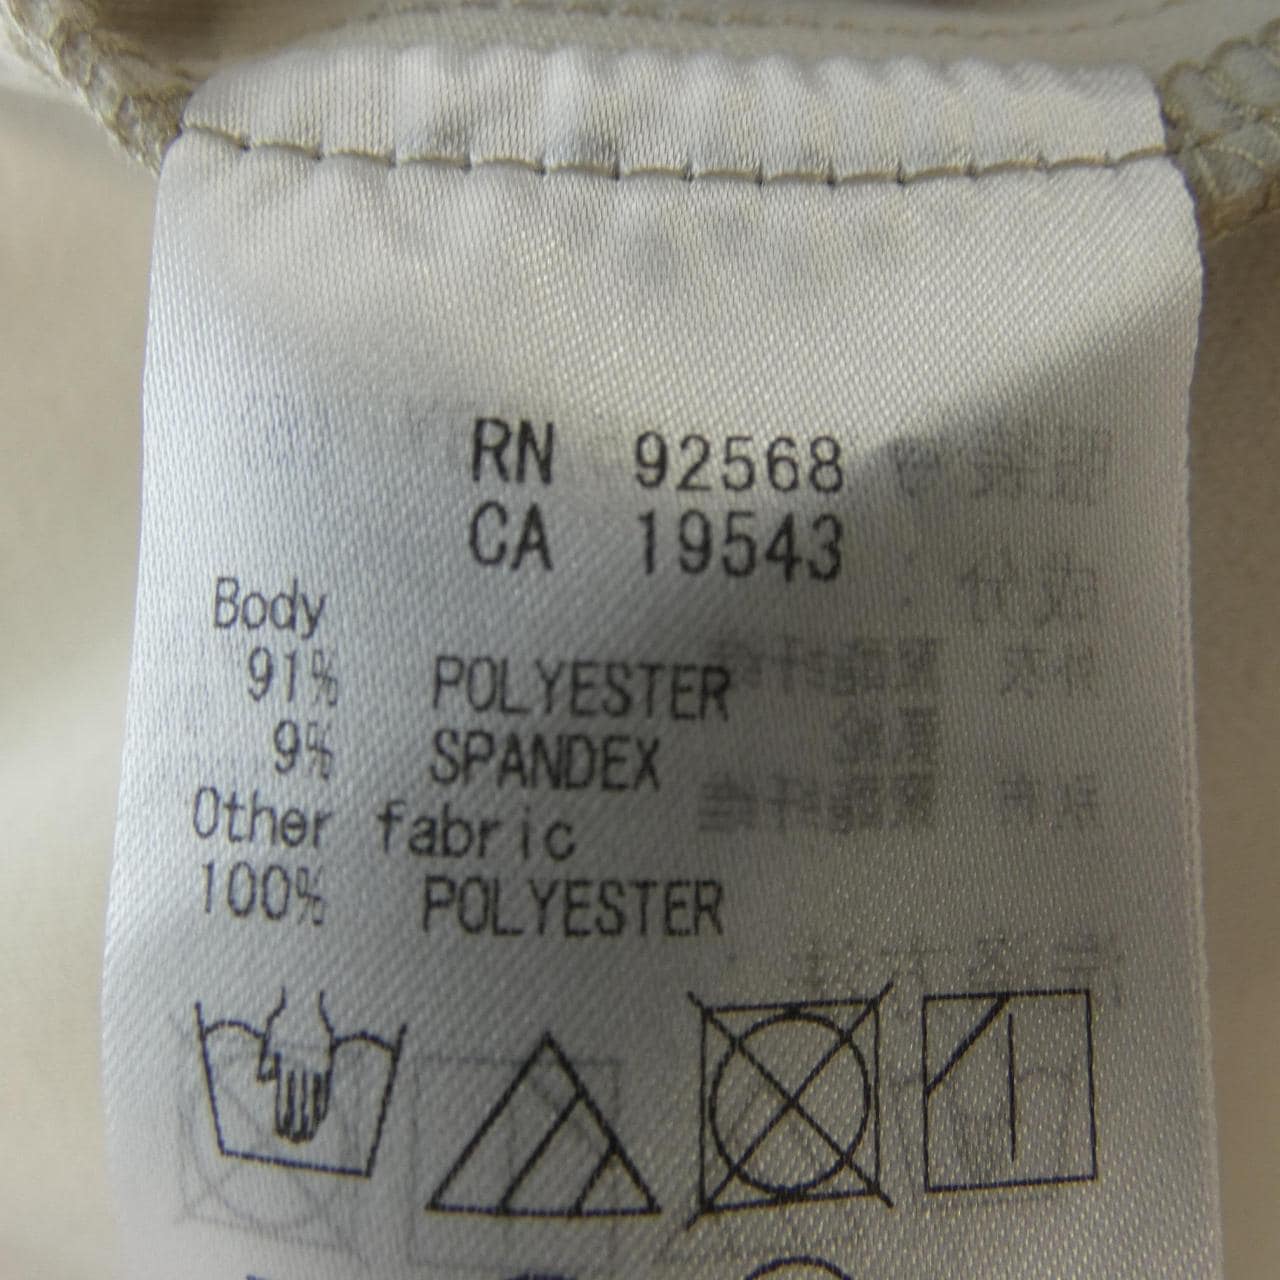 RN 92568
CA 19543
Body
91% POLYESTER
9% SPANDEX
Other fabric
100% POLYESTER